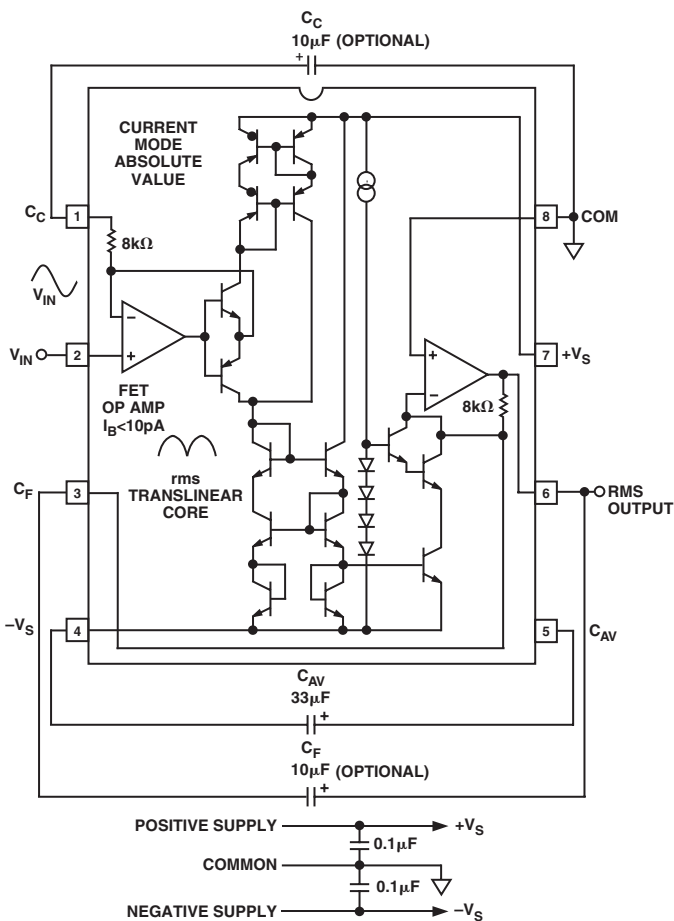 C_C
10µF (OPTIONAL)
+
CURRENT
MODE
ABSOLUTE
VALUE
C_C
1
8
COM
8kΩ
V_IN
V_IN
2
−
+
FET
OP AMP
I_B<10pA
+
−
7
+V_S
8kΩ
rms
TRANSLINEAR
CORE
C_F
3
6
RMS
OUTPUT
−V_S
4
5
C_AV
C_AV
33µF
+
C_F
10µF (OPTIONAL)
+
POSITIVE SUPPLY
+V_S
0.1µF
COMMON
0.1µF
NEGATIVE SUPPLY
−V_S